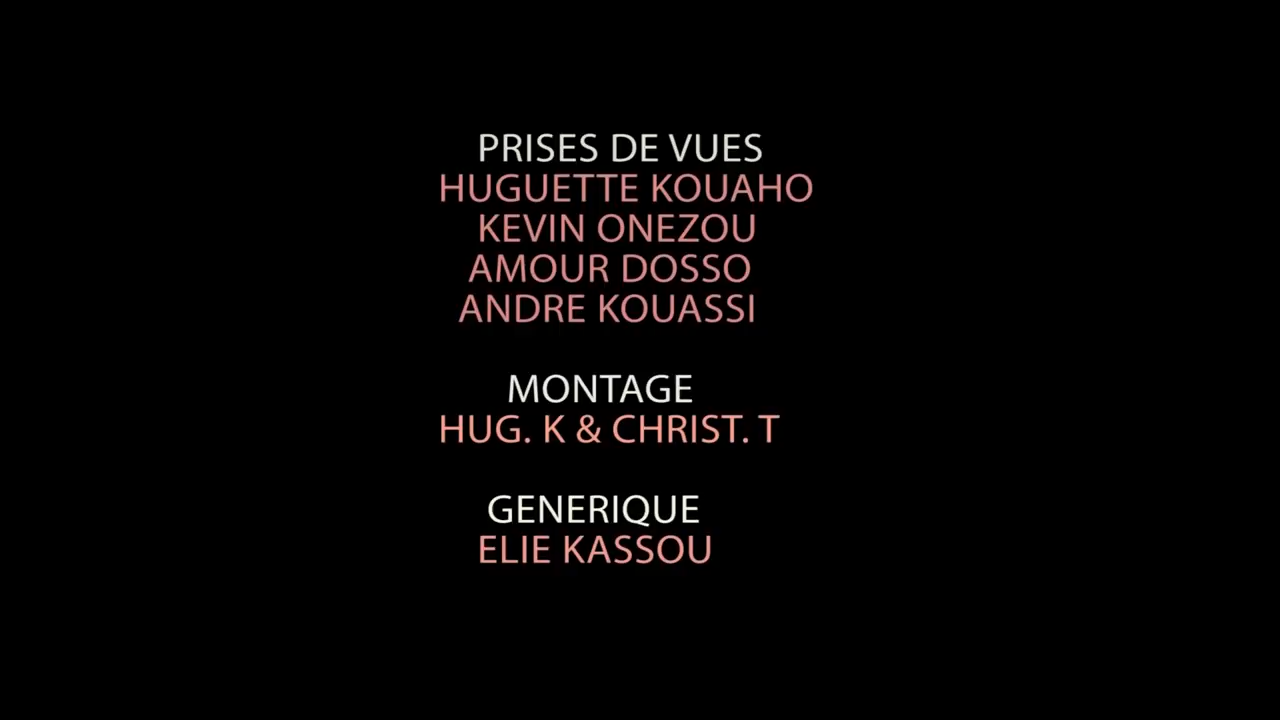 PRISES DE VUES
HUGUETTE KOUAHO
KEVIN ONEZOU
AMOUR DOSSO
ANDRE KOUASSI
MONTAGE
HUG. K & CHRIST. T
GENERIQUE
ELIE KASSOU